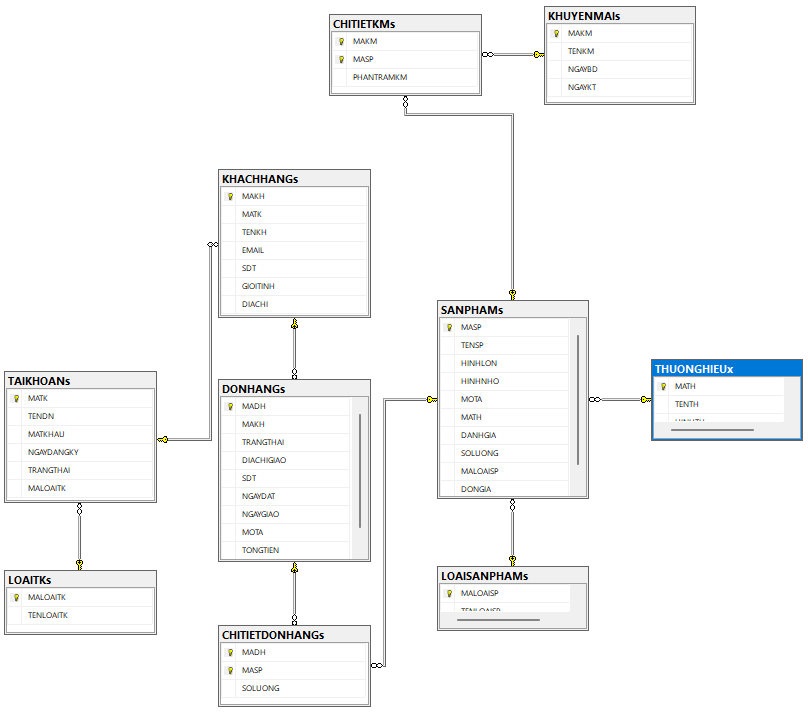 CHITIETKMs
MAKM
MASP
PHANTRAMKM
KHUYENMAIs
MAKM
TENKM
NGAYBD
NGAYKT
KHACHHANGs
MAKH
MATK
TENKH
EMAIL
SDT
GIOITINH
DIACHI
SANPHAMs
MASP
TENSP
HINHLON
HINHNHO
MOTA
MATH
DANHGIA
SOLUONG
MALOAISP
DONGIA
THUONGHIEUx
MATH
TENTH
TAIKHOANs
MATK
TENDN
MATKHAU
NGAYDANGKY
TRANGTHAI
MALOAITK
DONHANGs
MADH
MAKH
TRANGTHAI
DIACHIGIAO
SDT
NGAYDAT
NGAYGIAO
MOTA
TONGTIEN
LOAITKs
MALOAITK
TENLOAITK
LOAISANPHAMs
MALOAISP
TENLOAISP
CHITIETDONHANGs
MADH
MASP
SOLUONG